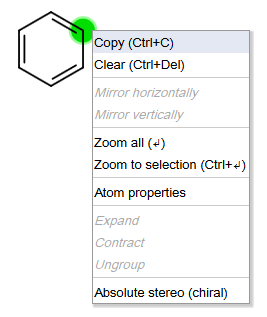 Copy (Ctrl+C)
Clear (Ctrl+Del)
Mirror horizontally
Mirror vertically
Zoom all (↲)
Zoom to selection (Ctrl+↲)
Atom properties
Expand
Contract
Ungroup
Absolute stereo (chiral)